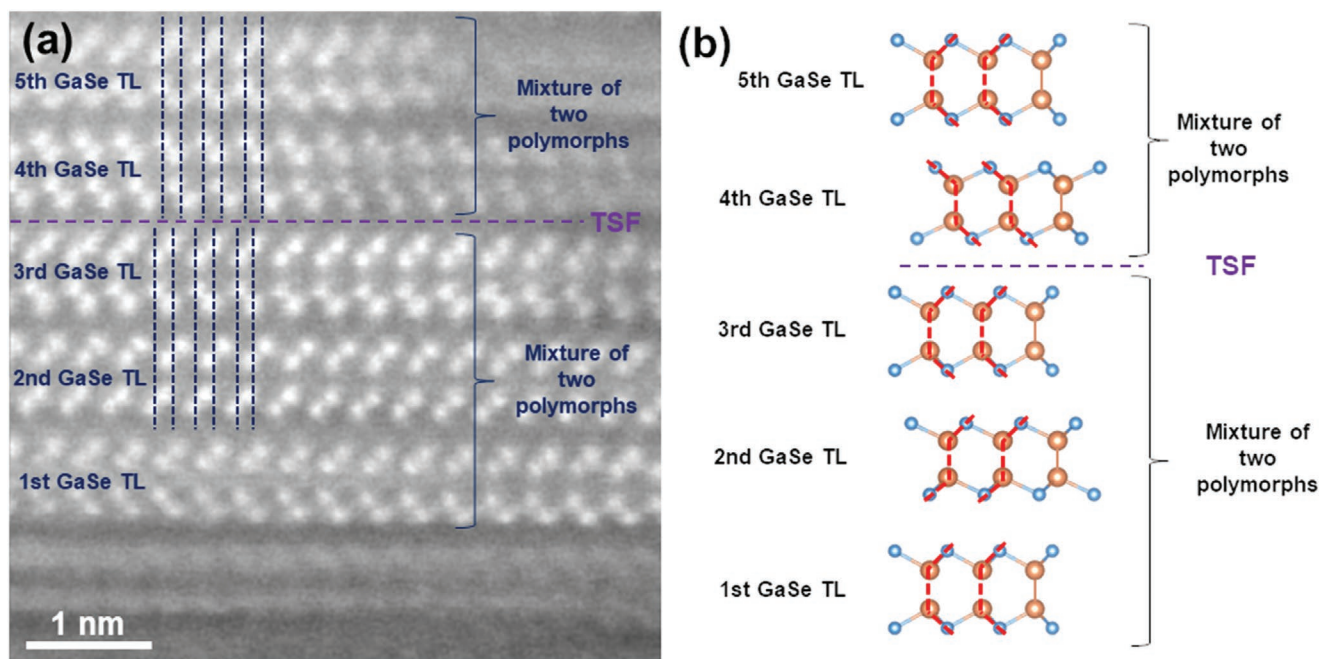 (a)
5th GaSe TL
4th GaSe TL
Mixture of
two
polymorphs
TSF
3rd GaSe TL
2nd GaSe TL
1st GaSe TL
Mixture of
two
polymorphs
1 nm
(b)
5th GaSe TL
4th GaSe TL
Mixture of
two
polymorphs
TSF
3rd GaSe TL
2nd GaSe TL
1st GaSe TL
Mixture of
two
polymorphs